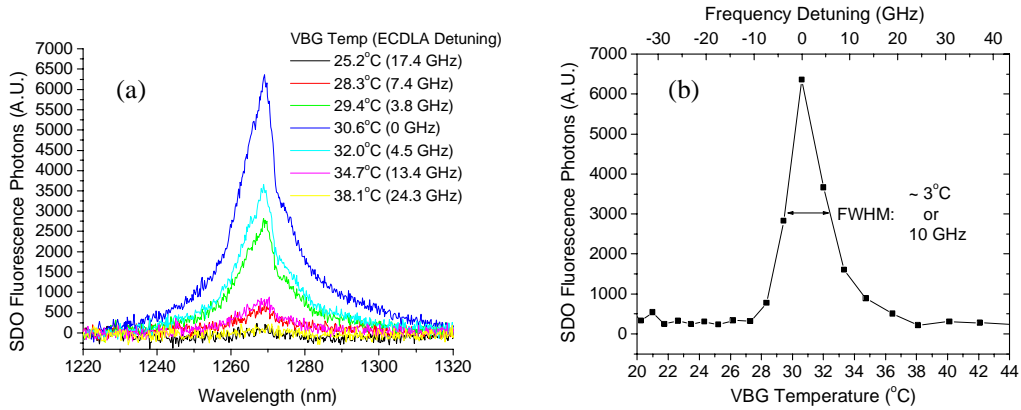 (a)
SDO Fluorescence Photons (A.U.)
7000
6500
6000
5500
5000
4500
4000
3500
3000
2500
2000
1500
1000
500
0
VBG Temp (ECDLA Detuning)
25.2°C (17.4 GHz)
28.3°C (7.4 GHz)
29.4°C (3.8 GHz)
30.6°C (0 GHz)
32.0°C (4.5 GHz)
34.7°C (13.4 GHz)
38.1°C (24.3 GHz)
1220 1240 1260 1280 1300 1320
Wavelength (nm)
Frequency Detuning (GHz)
-30 -20 -10 0 10 20 30 40
(b)
SDO Fluorescence Photons (A.U.)
7000
6000
5000
4000
3000
2000
1000
0
FWHM:
~ 3°C
or
10 GHz
20 22 24 26 28 30 32 34 36 38 40 42 44
VBG Temperature (°C)